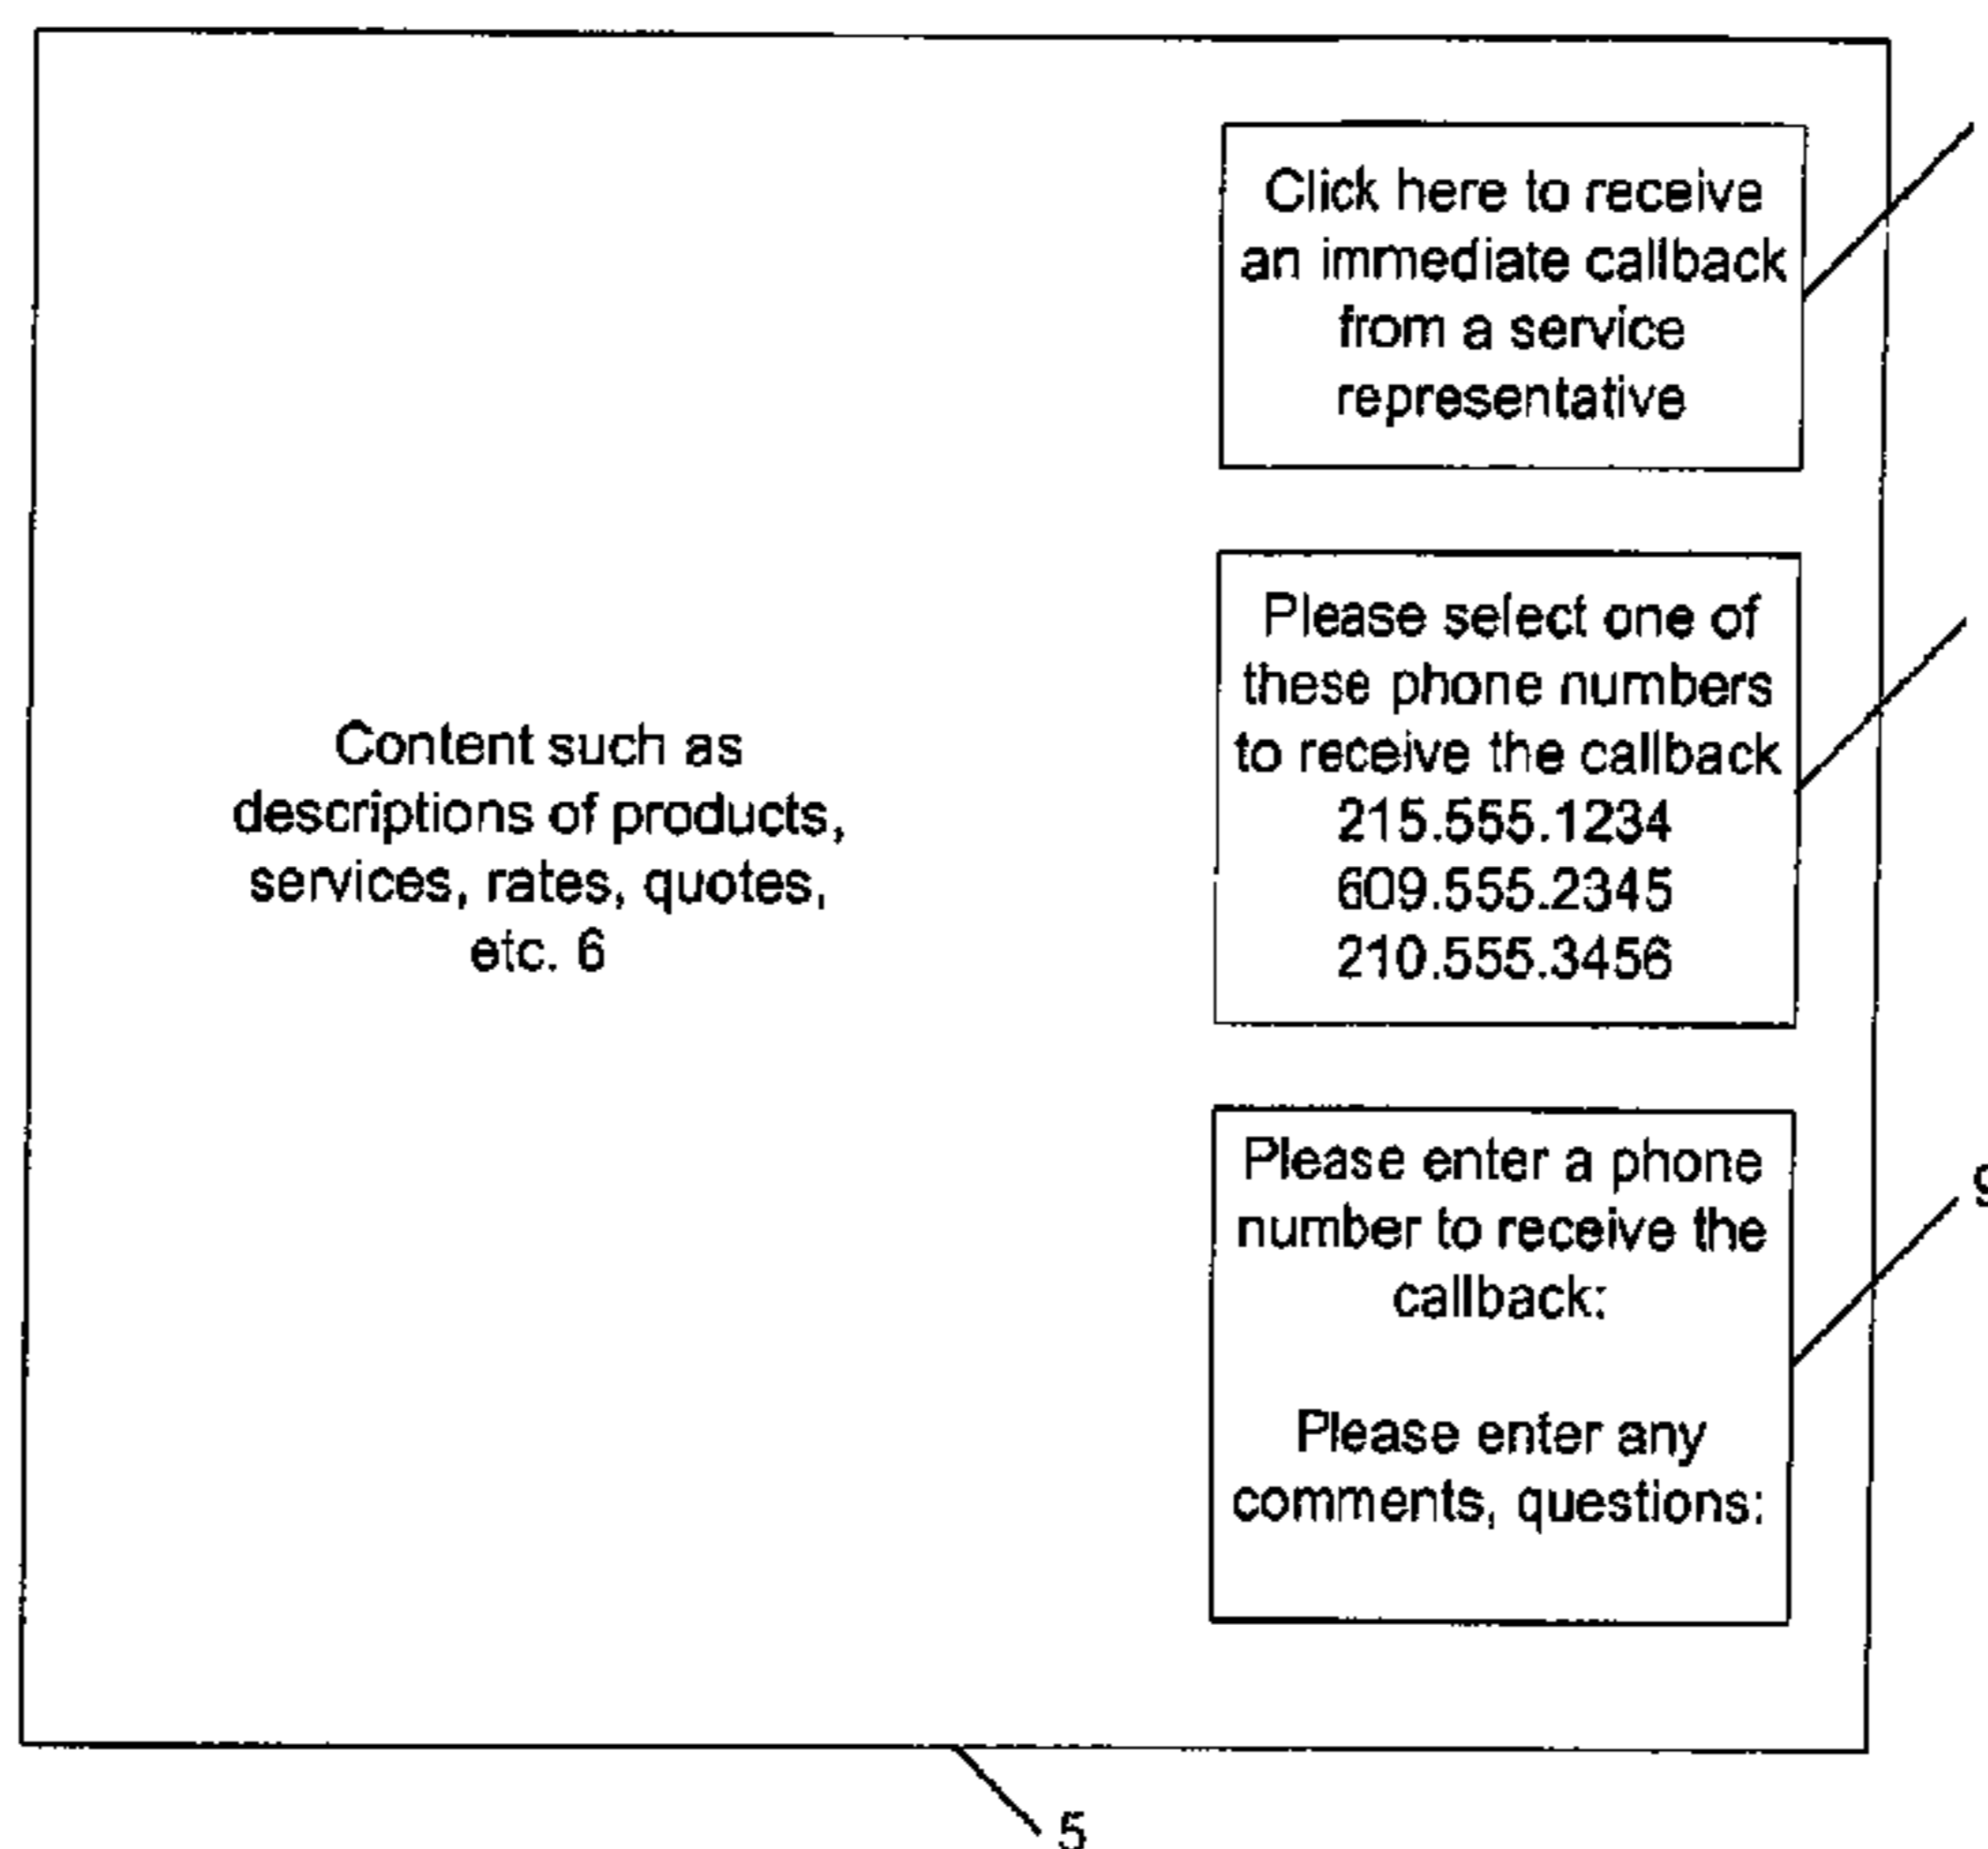 Click here to receive
an immediate callback
from a service
representative
Content such as
descriptions of products,
services, rates, quotes,
etc. 6
Please select one of
these phone numbers
to receive the callback
215.555.1234
609.555.2345
210.555.3456
Please enter a phone
number to receive the
callback:
Please enter any
comments, questions:
9
5